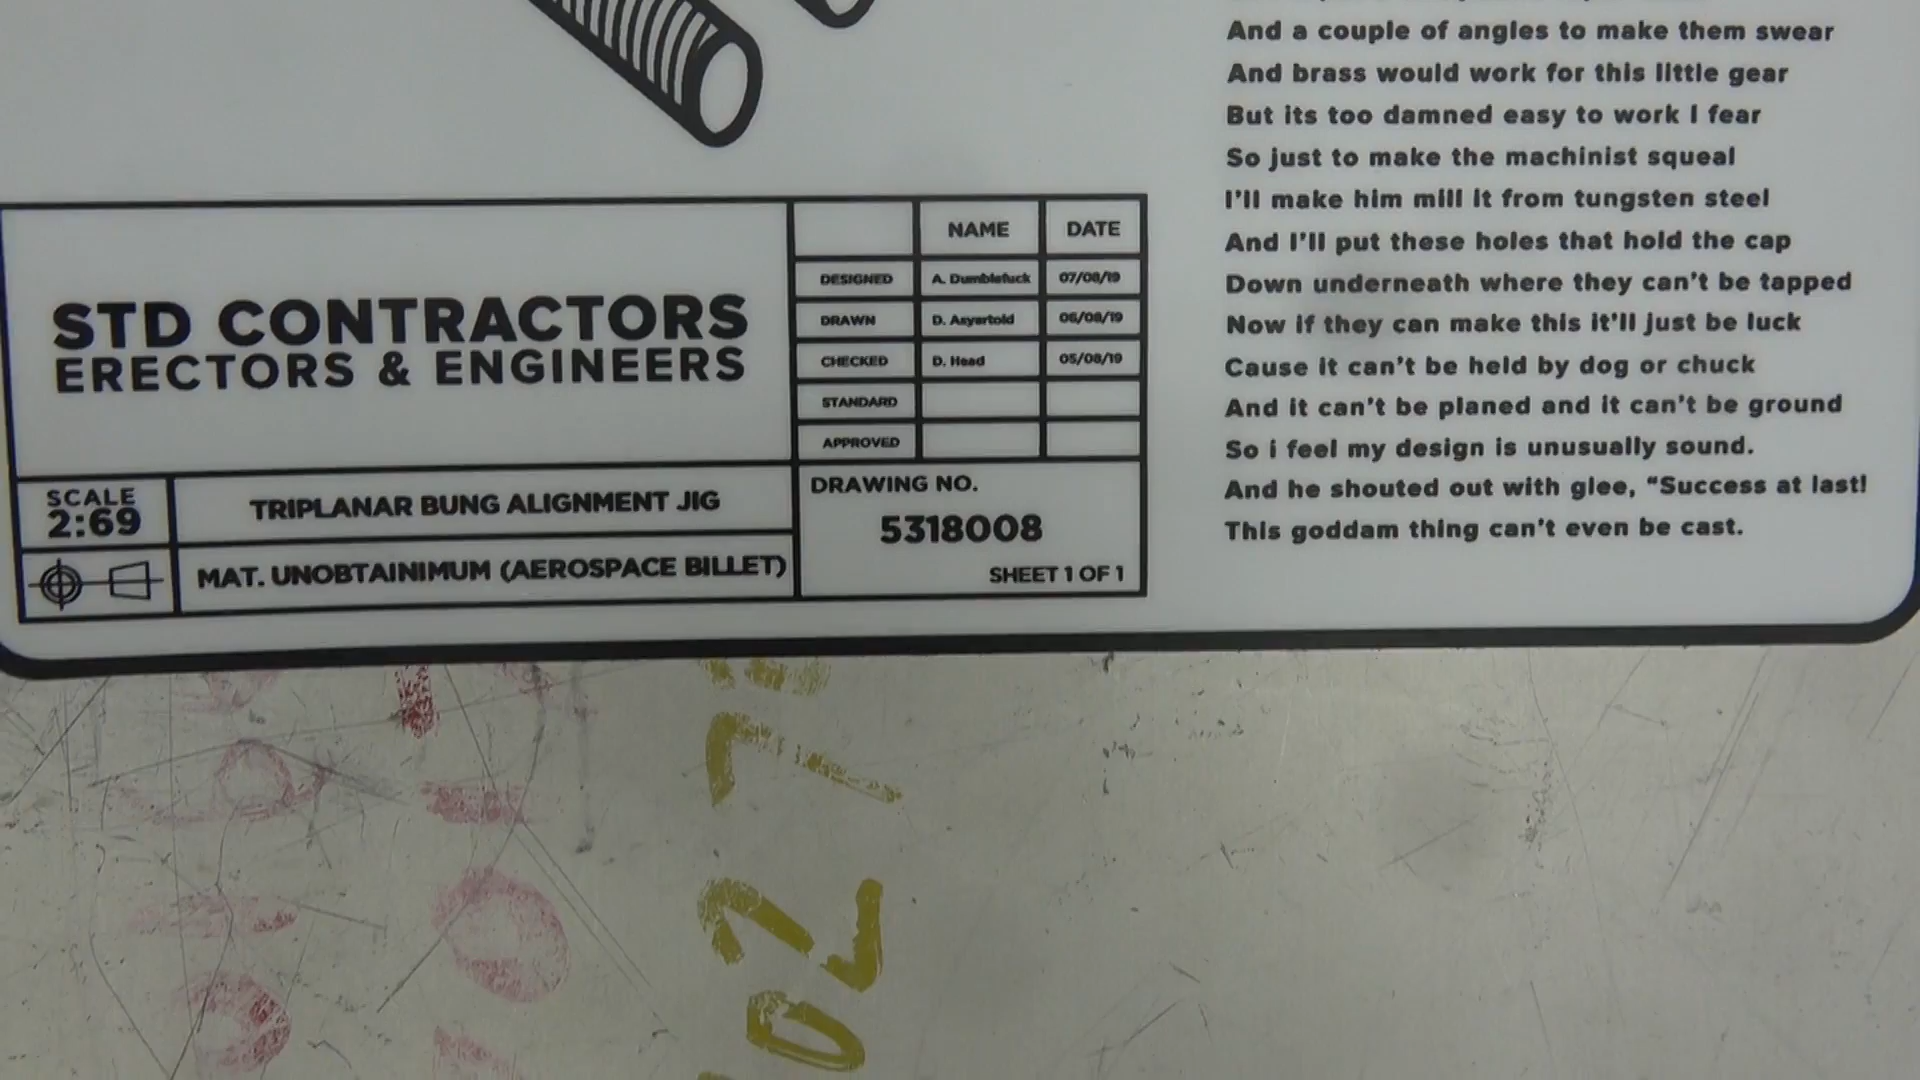 And a couple of angles to make them swear
And brass would work for this little gear
But its too damned easy to work I fear
So just to make the machinist squeal
I'll make him mill it from tungsten steel
And I'll put these holes that hold the cap
Down underneath where they can't be tapped
Now if they can make this it'll just be luck
Cause it can't be held by dog or chuck
And it can't be planed and it can't be ground
So i feel my design is unusually sound.
And he shouted out with glee, "Success at last!
This goddam thing can't even be cast.
STD CONTRACTORS
ERECTORS & ENGINEERS
NAME DATE
DESIGNED A. Dumblefuck 07/08/19
DRAWN D. Asyertold 06/08/19
CHECKED D. Head 05/08/19
STANDARD
APPROVED
SCALE
2:69
TRIPLANAR BUNG ALIGNMENT JIG
MAT. UNOBTAINIMUM (AEROSPACE BILLET)
DRAWING NO.
5318008
SHEET 1 OF 1